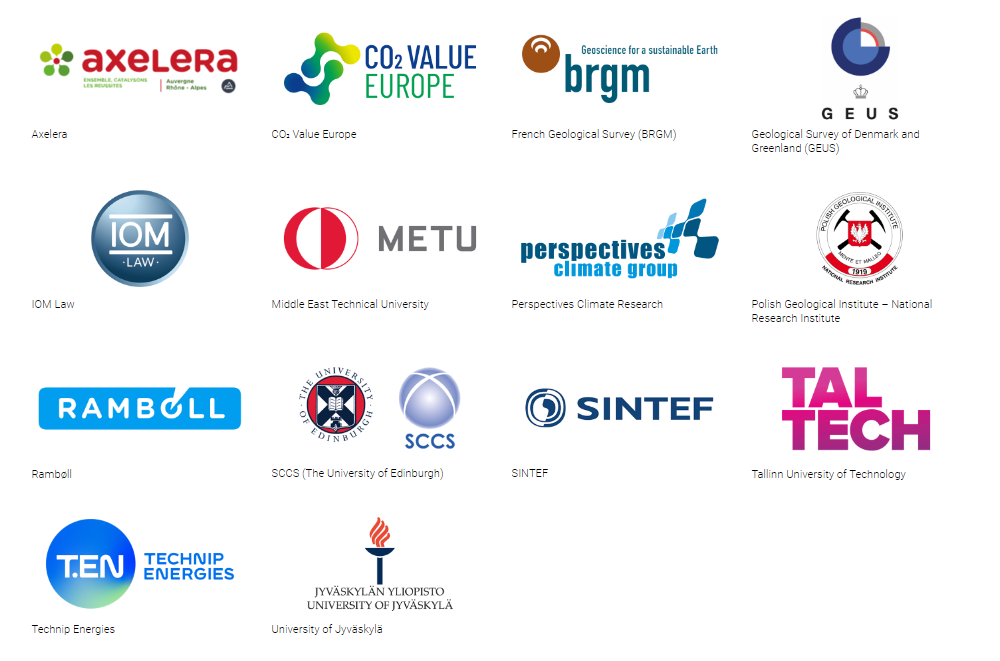 axelera
ENSEMBLE, CATALYSONS
LES RÉUSSITES
Auvergne
Rhône - Alpes
Axelera
CO₂ VALUE
EUROPE
CO₂ Value Europe
Geoscience for a sustainable Earth
brgm
French Geological Survey (BRGM)
GEUS
Geological Survey of Denmark and
Greenland (GEUS)
IOM
·LAW·
IOM Law
METU
Middle East Technical University
perspectives
climate group
Perspectives Climate Research
POLISH GEOLOGICAL INSTITUTE
MENTE ET MALLEO
1919
NATIONAL RESEARCH INSTITUTE
Polish Geological Institute – National
Research Institute
RAMBOLL
Rambøll
THE UNIVERSITY
OF EDINBURGH
SCCS
SCCS (The University of Edinburgh)
SINTEF
SINTEF
TAL
TECH
Tallinn University of Technology
T.EN
TECHNIP
ENERGIES
Technip Energies
JYVÄSKYLÄN YLIOPISTO
UNIVERSITY OF JYVÄSKYLÄ
University of Jyväskylä